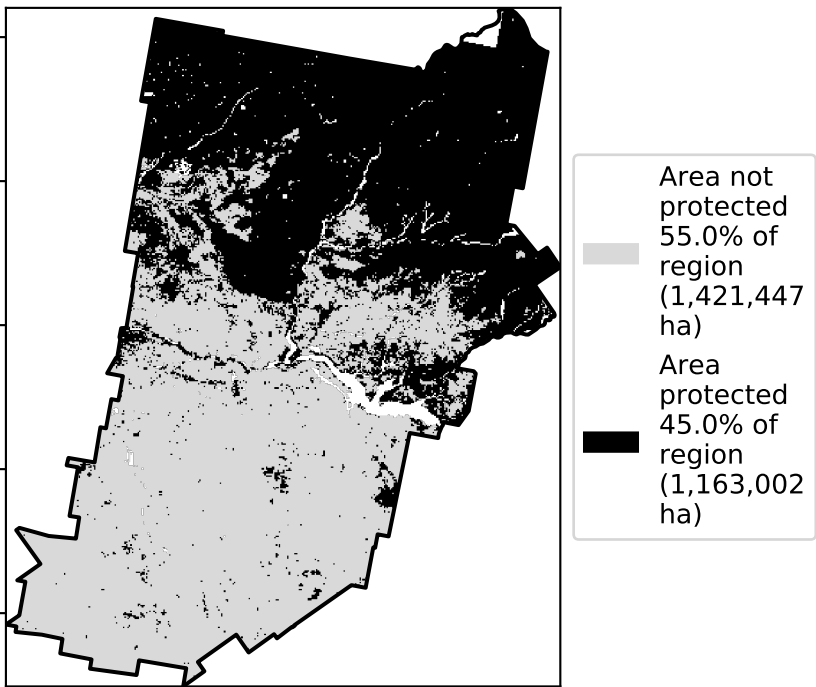 Area not
protected
55.0% of
region
(1,421,447
ha)
Area
protected
45.0% of
region
(1,163,002
ha)